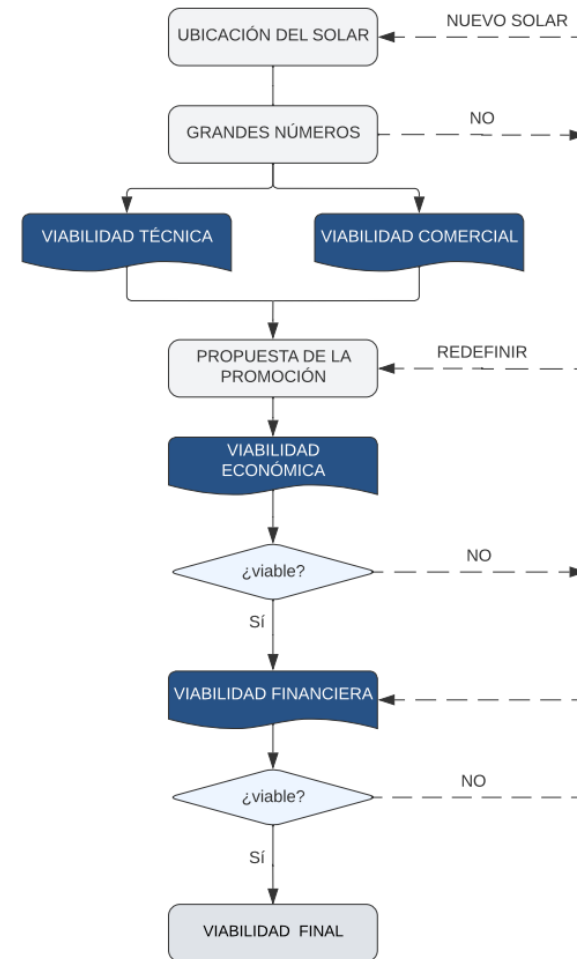 NUEVO SOLAR
UBICACIÓN DEL SOLAR
NO
GRANDES NÚMEROS
VIABILIDAD TÉCNICA
VIABILIDAD COMERCIAL
PROPUESTA DE LA
PROMOCIÓN
REDEFINIR
VIABILIDAD
ECONÓMICA
¿viable?
NO
Sí
VIABILIDAD FINANCIERA
¿viable?
NO
Sí
VIABILIDAD FINAL